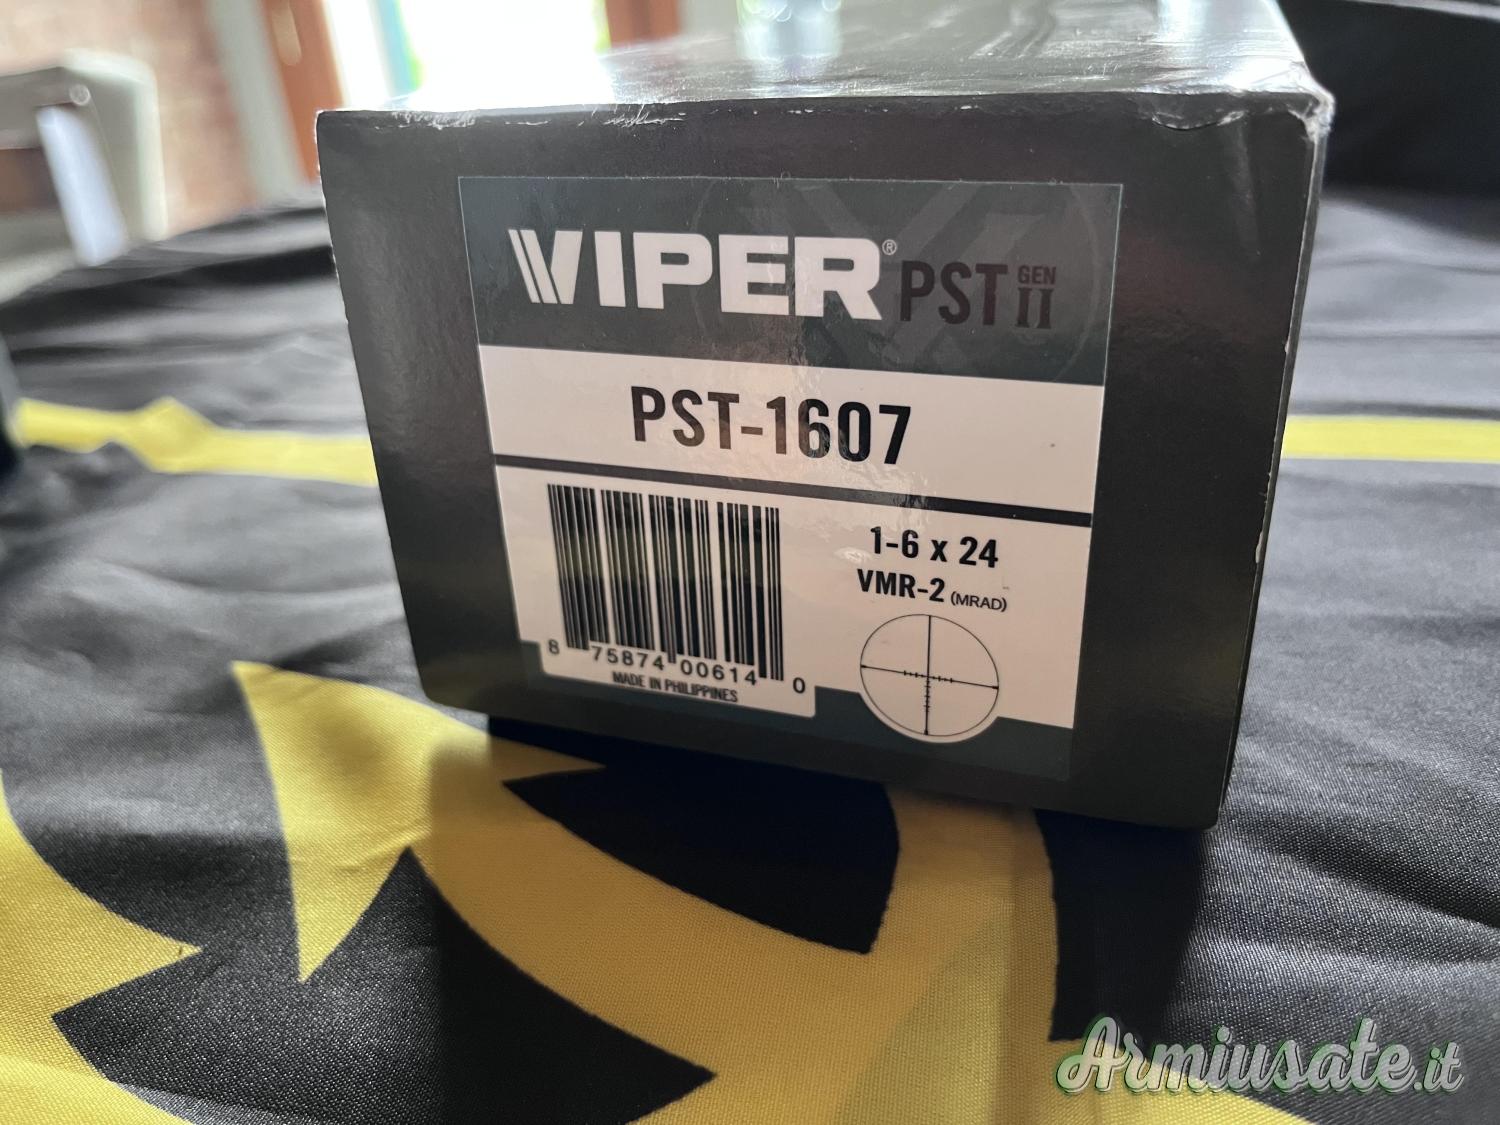 VIPER® PST GEN II
PST-1607
1-6 x 24
VMR-2 (MRAD)
8 75874 00614 0
MADE IN PHILIPPINES
Armiusate.it